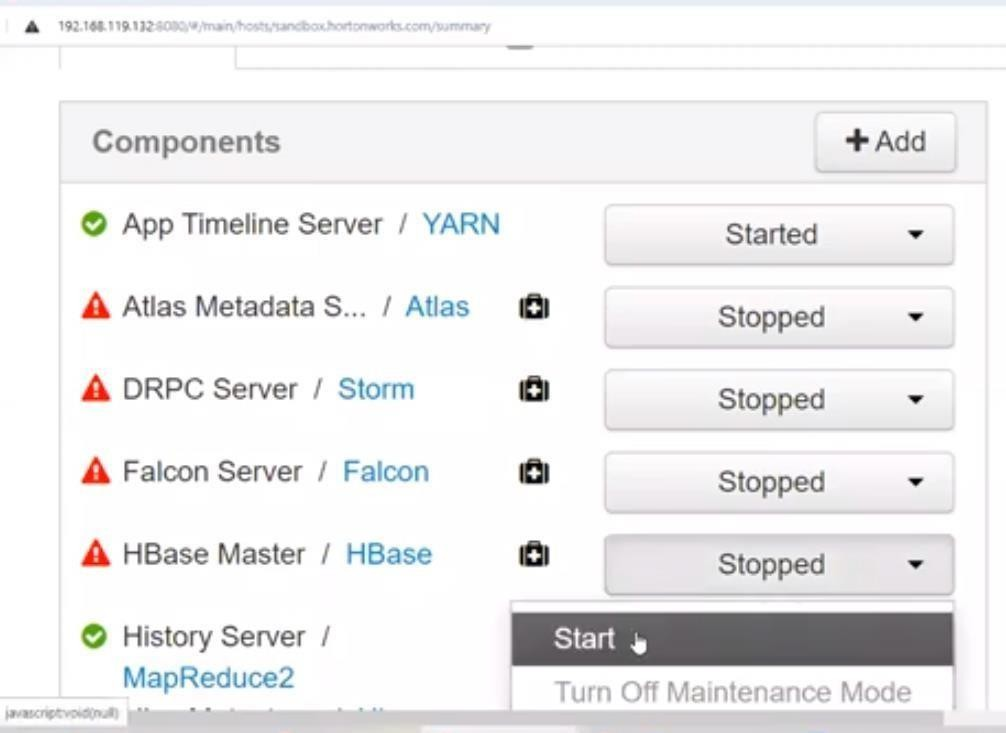 192.168.119.132:8080/#/main/hosts/sandbox.hortonworks.com/summary
Components
Add
App Timeline Server / YARN
Started
Atlas Metadata S... / Atlas
Stopped
DRPC Server / Storm
Stopped
Falcon Server / Falcon
Stopped
HBase Master / HBase
Stopped
History Server /
MapReduce2
Start
Turn Off Maintenance Mode
javascript:void(null)